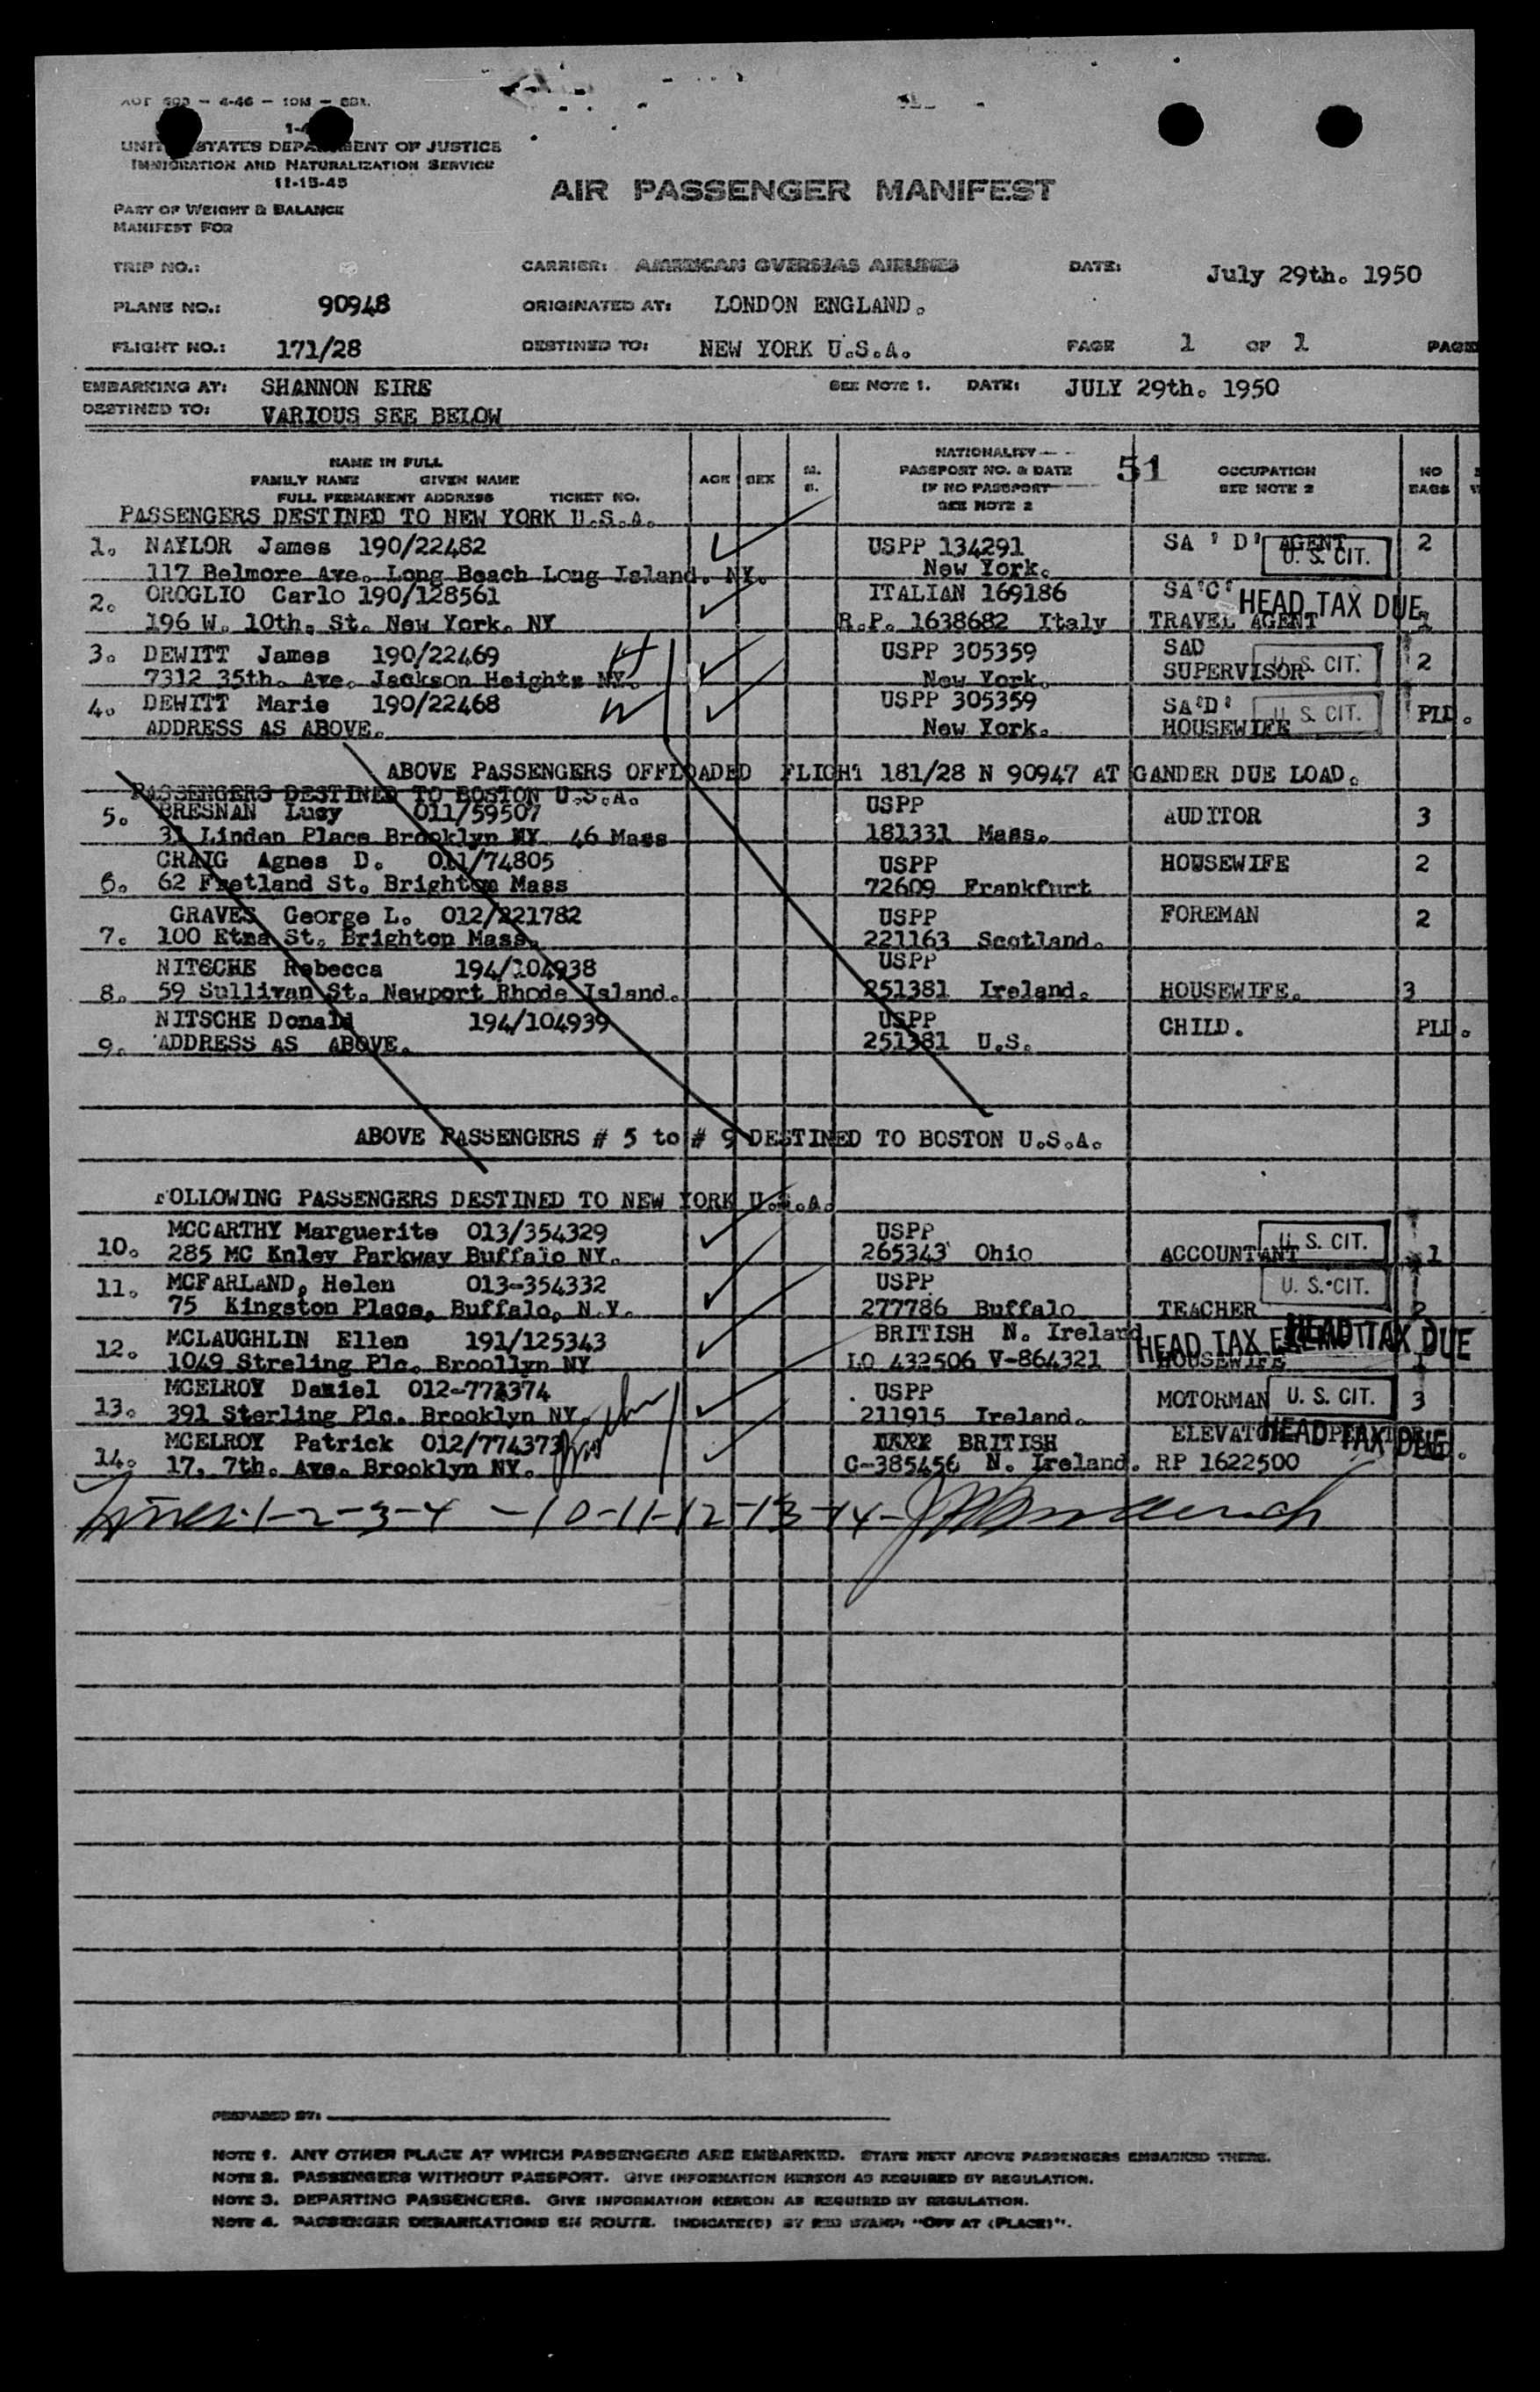 4-46 — 10M —
UNITED STATES DEPARTMENT OF JUSTICE
IMMIGRATION AND NATURALIZATION SERVICE
11-15-45
AIR PASSENGER MANIFEST
PART OF WEIGHT & BALANCE
MANIFEST FOR
TRIP NO.: CARRIER: AMERICAN OVERSEAS AIRLINES DATE: July 29th. 1950
PLANE NO.: 90948 ORIGINATED AT: LONDON ENGLAND.
FLIGHT NO.: 171/28 DESTINED TO: NEW YORK U.S.A. PAGE 1 OF 1 PAGE
EMBARKING AT: SHANNON EIRE SEE NOTE 1. DATE: JULY 29th. 1950
DESTINED TO: VARIOUS SEE BELOW
NAME IN FULL
FAMILY NAME GIVEN NAME
FULL PERMANENT ADDRESS TICKET NO.
AGE SEX M. S.
NATIONALITY
PASSPORT NO. & DATE
IF NO PASSPORT
SEE NOTE 2
51
OCCUPATION
SEE NOTE 2
NO
BAGS
PASSENGERS DESTINED TO NEW YORK U.S.A.
1. NAYLOR James 190/22482 USPP 134291 SA ' D' AGENT U. S. CIT. 2
117 Belmore Ave. Long Beach Long Island. NY. New York.
2. OROGLIO Carlo 190/128561 ITALIAN 169186 SA'C' HEAD TAX DUE
196 W. 10th. St. New York. NY R.P. 1638682 Italy TRAVEL AGENT 1
3. DEWITT James 190/22469 USPP 305359 SAD U. S. CIT. 2
7312 35th. Ave. Jackson Heights NY. New York. SUPERVISOR
4. DEWITT Marie 190/22468 USPP 305359 SA'D' U. S. CIT. PLD.
ADDRESS AS ABOVE. New York. HOUSEWIFE
ABOVE PASSENGERS OFFLOADED FLIGHT 181/28 N 90947 AT GANDER DUE LOAD.
PASSENGERS DESTINED TO BOSTON U.S.A.
5. BRESNAN Lucy 011/59507 USPP AUDITOR 3
31 Linden Place Brooklyn NY 46 Mass 181331 Mass.
CRAIG Agnes D. 011/74805 USPP HOUSEWIFE 2
6. 62 Fretland St. Brighton Mass 72609 Frankfurt
GRAVES George L. 012/221782 USPP FOREMAN 2
7. 100 Etna St. Brighton Mass. 221163 Scotland.
NITSCHE Rebecca 194/104938 USPP
8. 59 Sullivan St. Newport Rhode Island. 251381 Ireland. HOUSEWIFE. 3
NITSCHE Donald 194/104939 USPP CHILD. PLD.
9. ADDRESS AS ABOVE. 251381 U.S.
ABOVE PASSENGERS # 5 to # 9 DESTINED TO BOSTON U.S.A.
FOLLOWING PASSENGERS DESTINED TO NEW YORK U.S.A.
MCCARTHY Marguerite 013/354329 USPP U. S. CIT.
10. 285 MC Knley Parkway Buffalo NY. 265343 Ohio ACCOUNTANT 1
11. MCFARLAND, Helen 013-354332 USPP U. S. CIT.
75 Kingston Place, Buffalo, N.Y. 277786 Buffalo TEACHER 2
12. MCLAUGHLIN Ellen 191/125343 BRITISH N. Ireland HEAD TAX HEAD TAX DUE
1049 Streling Plc. Broollyn NY LO 432506 V-864321 HOUSEWIFE 1
MCELROY Daniel 012-772374 USPP MOTORMAN U. S. CIT. 3
13. 391 Sterling Plc. Brooklyn NY. 211915 Ireland.
MCELROY Patrick 012/774373 BRITISH ELEVATOR OPERATOR HEAD TAX DUE
14. 17, 7th. Ave. Brooklyn NY. C-385456 N. Ireland. RP 1622500
Lines 1-2-3-4 - 10-11-12-13-14-
PREPARED BY:
NOTE 1. ANY OTHER PLACE AT WHICH PASSENGERS ARE EMBARKED. STATE NEXT ABOVE PASSENGERS EMBARKED THERE.
NOTE 2. PASSENGERS WITHOUT PASSPORT. GIVE INFORMATION HEREON AS REQUIRED BY REGULATION.
NOTE 3. DEPARTING PASSENGERS. GIVE INFORMATION HEREON AS REQUIRED BY REGULATION.
NOTE 4. PASSENGER DEBARKATIONS EN ROUTE. INDICATE(D) BY RED STAMP: "OFF AT (PLACE)".